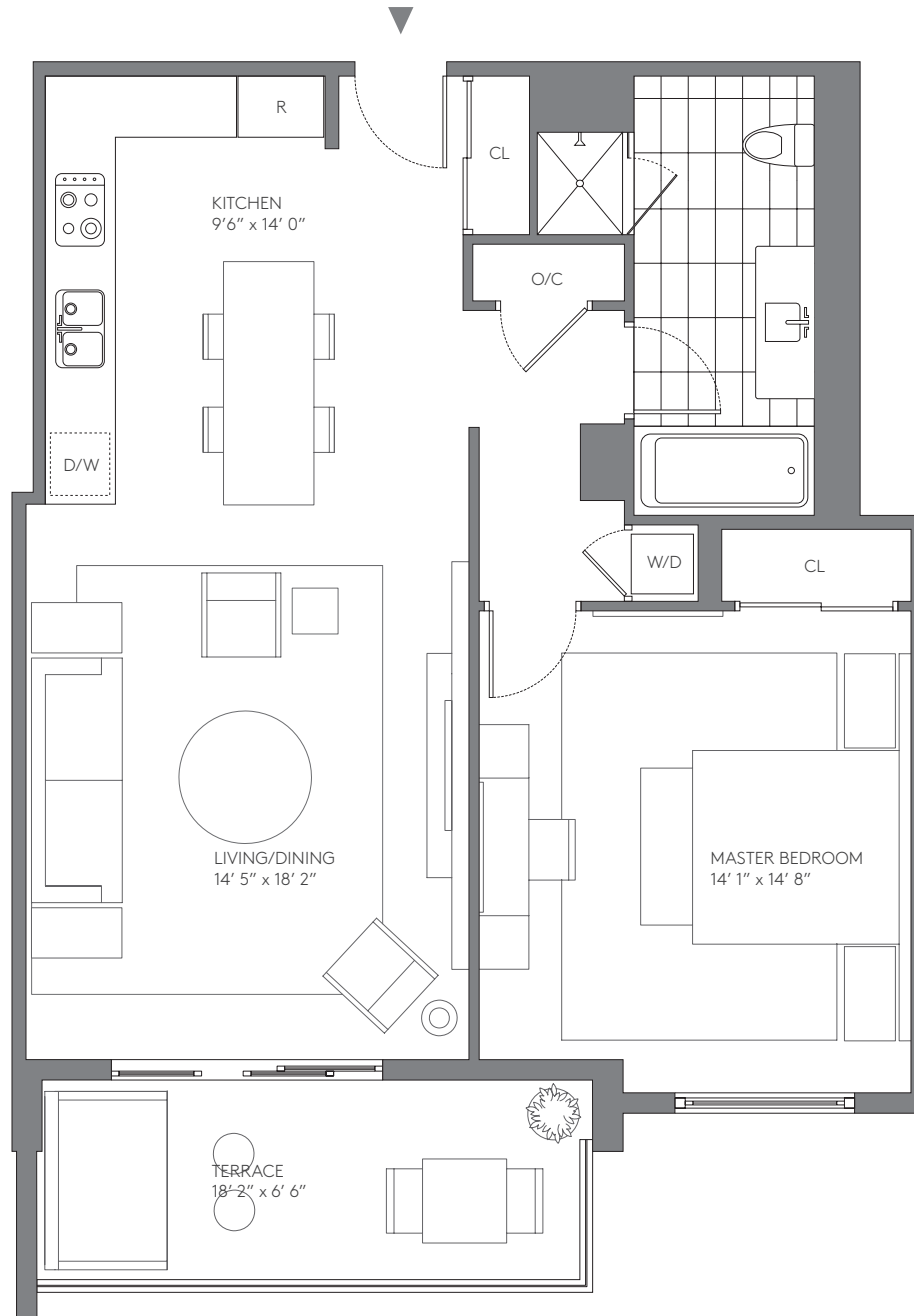 R
CL
KITCHEN
9'6” x 14' 0”
O/C
D/W
W/D
CL
LIVING/DINING
14' 5” x 18' 2”
MASTER BEDROOM
14' 1” x 14' 8”
TERRACE
18' 2” x 6' 6”